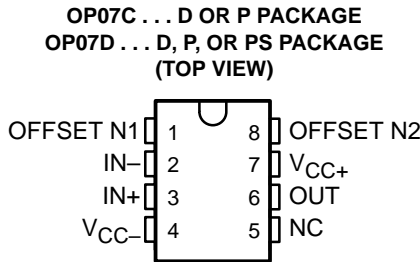 OP07C . . . D OR P PACKAGE
OP07D . . . D, P, OR PS PACKAGE
(TOP VIEW)
OFFSET N1 1 8 OFFSET N2
IN– 2 7 VCC+
IN+ 3 6 OUT
VCC– 4 5 NC